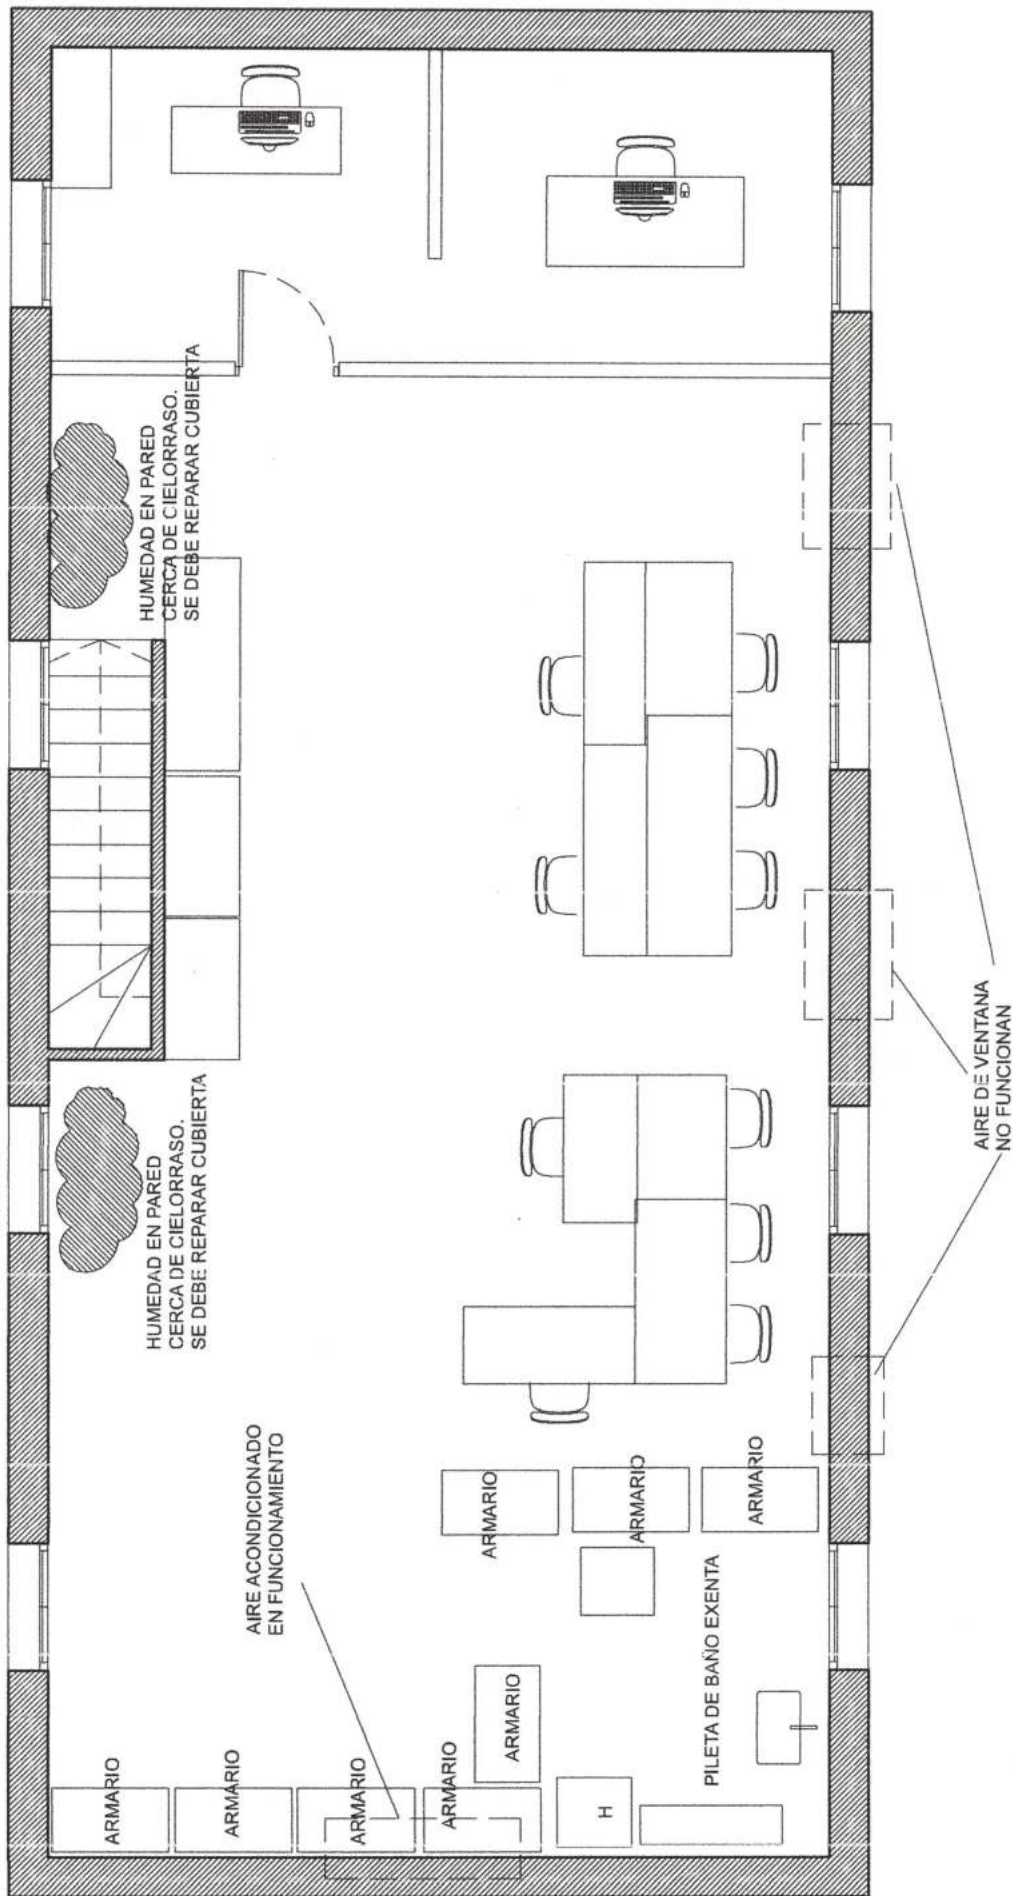 HUMEDAD EN PARED
CERCA DE CIELORRASO.
SE DEBE REPARAR CUBIERTA
HUMEDAD EN PARED
CERCA DE CIELORRASO.
SE DEBE REPARAR CUBIERTA
AIRE ACONDICIONADO
EN FUNCIONAMIENTO
ARMARIO
ARMARIO
ARMARIO
ARMARIO
ARMARIO
ARMARIO
ARMARIO
ARMARIO
H
PILETA DE BAÑO EXENTA
AIRE DE VENTANA
NO FUNCIONAN